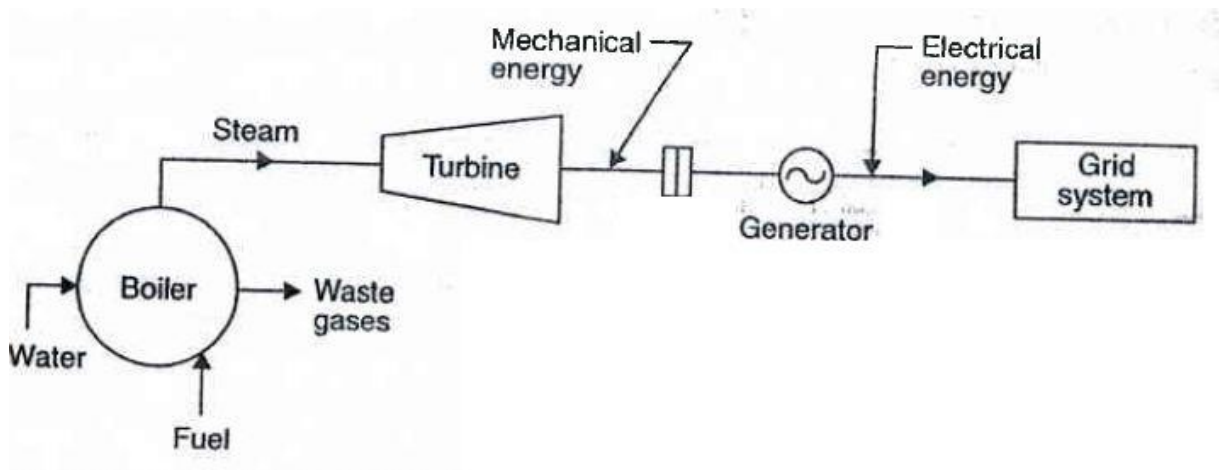 Mechanical
energy
Electrical
energy
Steam
Turbine
Grid
system
Generator
Boiler
Waste
gases
Water
Fuel